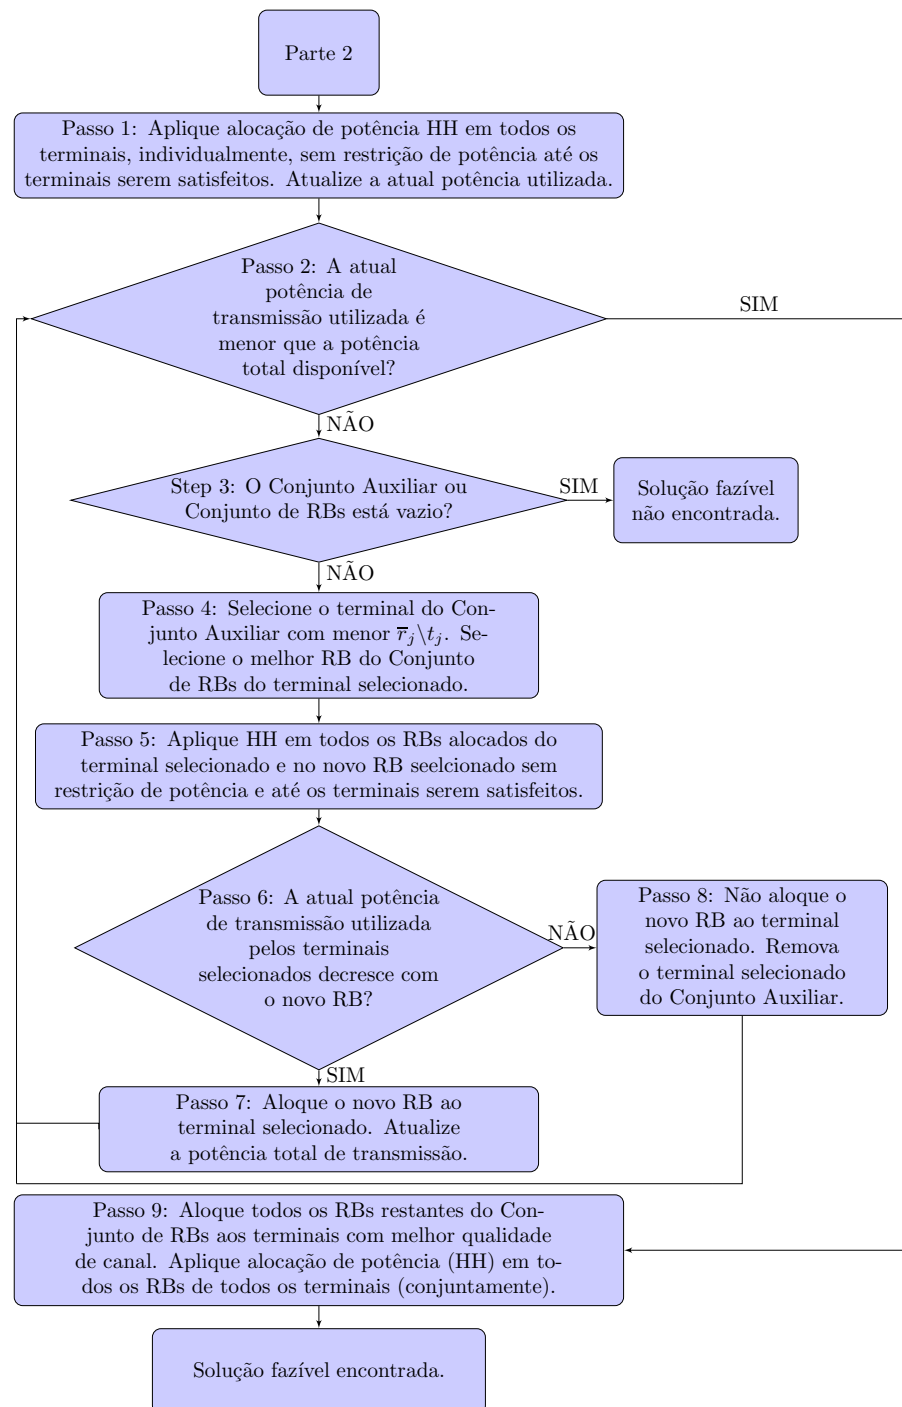 Parte 2
Passo 1: Aplique alocação de potência HH em todos os
terminais, individualmente, sem restrição de potência até os
terminais serem satisfeitos. Atualize a atual potência utilizada.
Passo 2: A atual
potência de
transmissão utilizada é
menor que a potência
total disponível?
SIM
NÃO
Step 3: O Conjunto Auxiliar ou
Conjunto de RBs está vazio?
SIM
Solução fazível
não encontrada.
NÃO
Passo 4: Selecione o terminal do Con-
junto Auxiliar com menor r̅_j\t_j. Se-
lecione o melhor RB do Conjunto
de RBs do terminal selecionado.
Passo 5: Aplique HH em todos os RBs alocados do
terminal selecionado e no novo RB seelcionado sem
restrição de potência e até os terminais serem satisfeitos.
Passo 6: A atual potência
de transmissão utilizada
pelos terminais
selecionados decresce com
o novo RB?
NÃO
Passo 8: Não aloque o
novo RB ao terminal
selecionado. Remova
o terminal selecionado
do Conjunto Auxiliar.
SIM
Passo 7: Aloque o novo RB ao
terminal selecionado. Atualize
a potência total de transmissão.
Passo 9: Aloque todos os RBs restantes do Con-
junto de RBs aos terminais com melhor qualidade
de canal. Aplique alocação de potência (HH) em to-
dos os RBs de todos os terminais (conjuntamente).
Solução fazível encontrada.